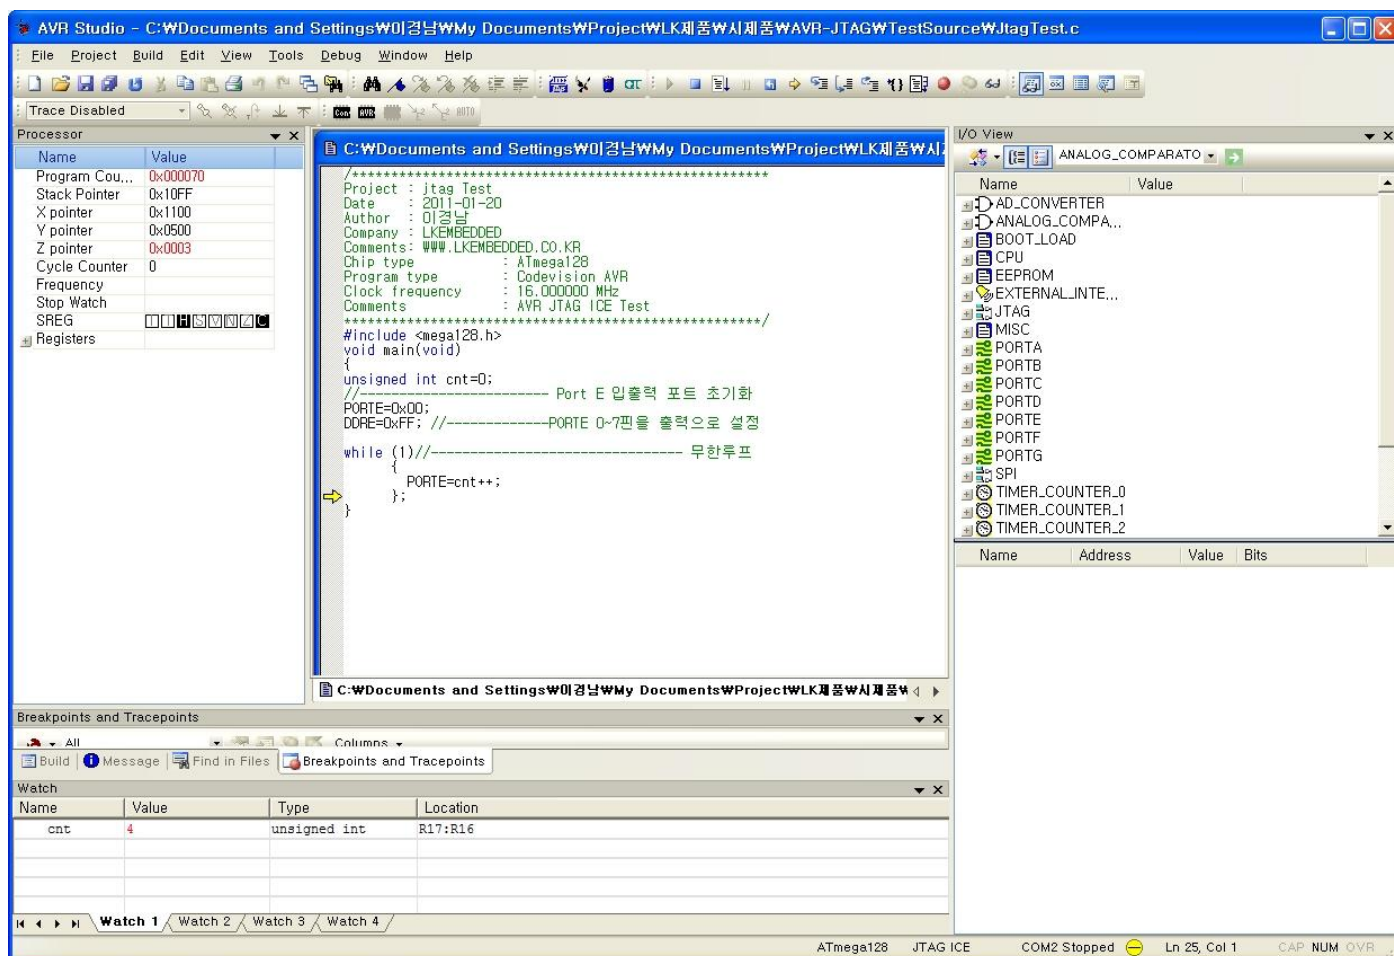 AVR Studio - C:₩Documents and Settings₩이경남₩My Documents₩Project₩LK제품₩시제품₩AVR-JTAG₩TestSource₩JtagTest.c
File Project Build Edit View Tools Debug Window Help
Trace Disabled
Con AVR AUTO
Processor
Name Value
Program Cou... 0x000070
Stack Pointer 0x10FF
X pointer 0x1100
Y pointer 0x0500
Z pointer 0x0003
Cycle Counter 0
Frequency
Stop Watch
SREG I T H S V N Z C
Registers
C:₩Documents and Settings₩이경남₩My Documents₩Project₩LK제품₩시
/*****************************************************
Project : jtag Test
Date : 2011-01-20
Author : 이경남
Company : LKEMBEDDED
Comments: WWW.LKEMBEDDED.CO.KR
Chip type : ATmega128
Program type : Codevision AVR
Clock frequency : 16.000000 MHz
Comments : AVR JTAG ICE Test
*****************************************************/
#include <mega128.h>
void main(void)
{
unsigned int cnt=0;
//------------------------ Port E 입출력 포트 초기화
PORTE=0x00;
DDRE=0xFF; //-------------PORTE 0~7핀을 출력으로 설정
while (1)//-------------------------------- 무한루프
{
PORTE=cnt++;
};
}
C:₩Documents and Settings₩이경남₩My Documents₩Project₩LK제품₩시제품₩
I/O View
ANALOG_COMPARATO
Name Value
AD_CONVERTER
ANALOG_COMPA...
BOOT_LOAD
CPU
EEPROM
EXTERNAL_INTE...
JTAG
MISC
PORTA
PORTB
PORTC
PORTD
PORTE
PORTF
PORTG
SPI
TIMER_COUNTER_0
TIMER_COUNTER_1
TIMER_COUNTER_2
Name Address Value Bits
Breakpoints and Tracepoints
All Columns
Build Message Find in Files Breakpoints and Tracepoints
Watch
Name Value Type Location
cnt 4 unsigned int R17:R16
Watch 1 Watch 2 Watch 3 Watch 4
ATmega128 JTAG ICE COM2 Stopped Ln 25, Col 1 CAP NUM OVR